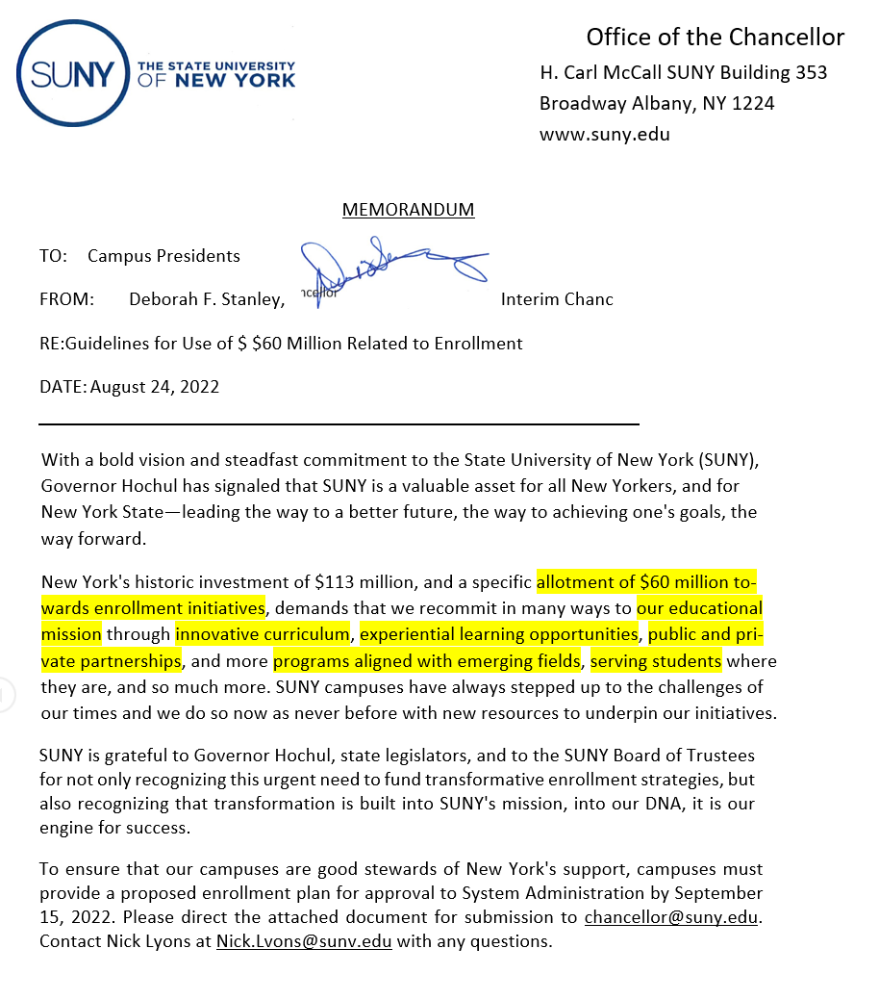 SUNY
THE STATE UNIVERSITY
OF NEW YORK
Office of the Chancellor
H. Carl McCall SUNY Building 353
Broadway Albany, NY 1224
www.suny.edu
MEMORANDUM
TO: Campus Presidents
ncellor
FROM: Deborah F. Stanley, Interim Chanc
RE:Guidelines for Use of $ $60 Million Related to Enrollment
DATE: August 24, 2022
With a bold vision and steadfast commitment to the State University of New York (SUNY),
Governor Hochul has signaled that SUNY is a valuable asset for all New Yorkers, and for
New York State—leading the way to a better future, the way to achieving one's goals, the
way forward.
New York's historic investment of $113 million, and a specific allotment of $60 million to-
wards enrollment initiatives, demands that we recommit in many ways to our educational
mission through innovative curriculum, experiential learning opportunities, public and pri-
vate partnerships, and more programs aligned with emerging fields, serving students where
they are, and so much more. SUNY campuses have always stepped up to the challenges of
our times and we do so now as never before with new resources to underpin our initiatives.
SUNY is grateful to Governor Hochul, state legislators, and to the SUNY Board of Trustees
for not only recognizing this urgent need to fund transformative enrollment strategies, but
also recognizing that transformation is built into SUNY's mission, into our DNA, it is our
engine for success.
To ensure that our campuses are good stewards of New York's support, campuses must
provide a proposed enrollment plan for approval to System Administration by September
15, 2022. Please direct the attached document for submission to chancellor@suny.edu.
Contact Nick Lyons at Nick.Lvons@sunv.edu with any questions.